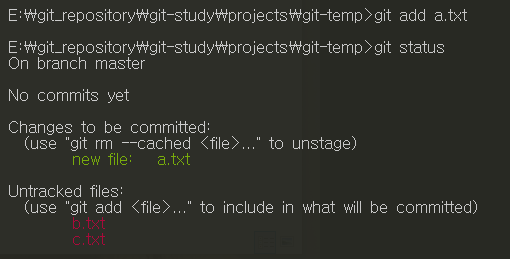 E:₩git_repository₩git-study₩projects₩git-temp>git add a.txt
E:₩git_repository₩git-study₩projects₩git-temp>git status
On branch master
No commits yet
Changes to be committed:
(use "git rm --cached <file>..." to unstage)
new file:   a.txt
Untracked files:
(use "git add <file>..." to include in what will be committed)
b.txt
c.txt